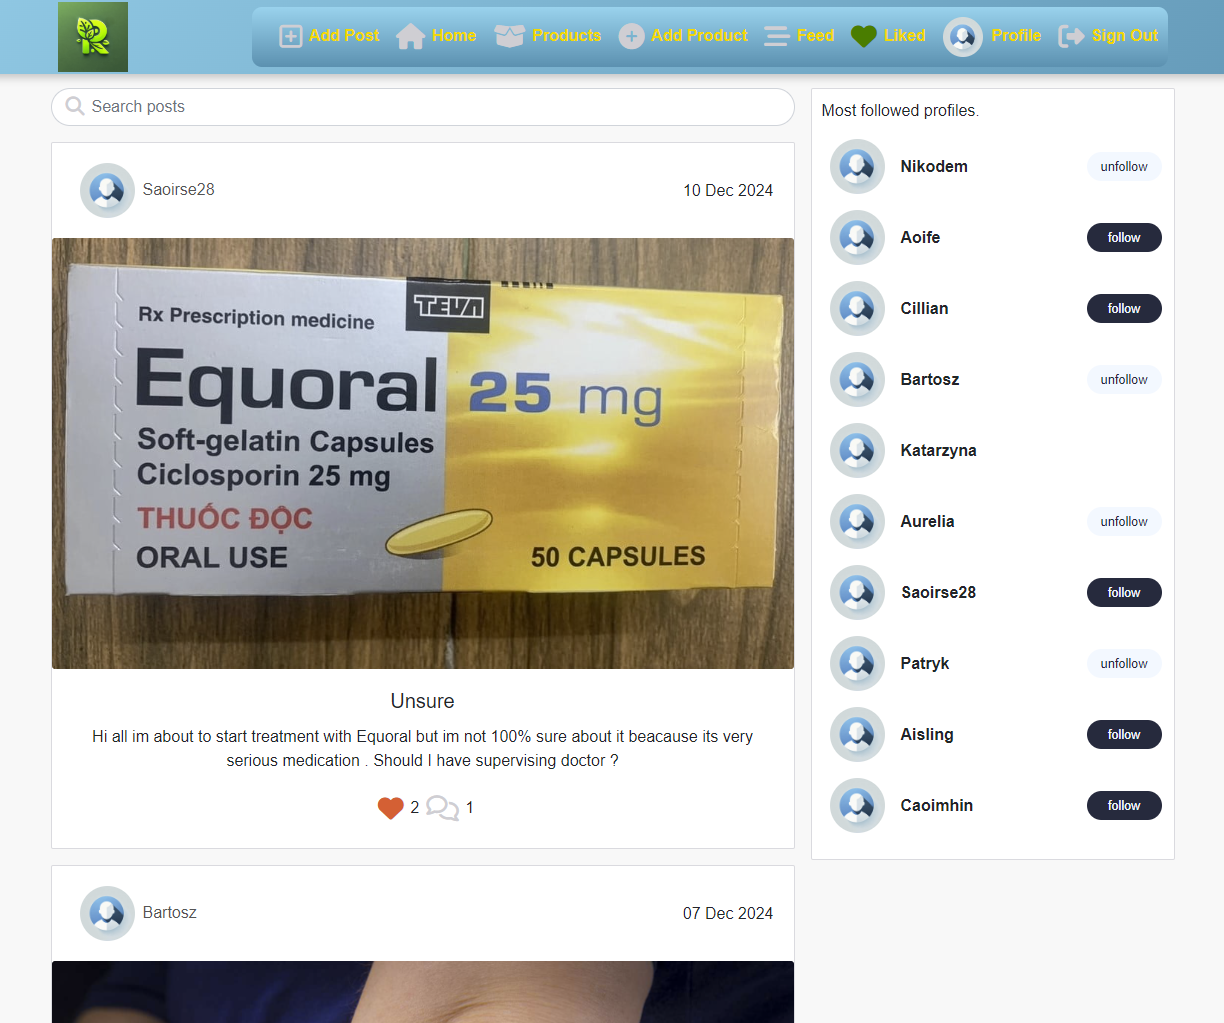 R
Add Post
Home
Products
Add Product
Feed
Liked
Profile
Sign Out
Search posts
Saoirse28
10 Dec 2024
Rx Prescription medicine
TEVA
Equoral 25 mg
Soft-gelatin Capsules
Ciclosporin 25 mg
THUỐC ĐỘC
ORAL USE
50 CAPSULES
Unsure
Hi all im about to start treatment with Equoral but im not 100% sure about it beacause its very
serious medication . Should I have supervising doctor ?
2
1
Bartosz
07 Dec 2024
Most followed profiles.
Nikodem
unfollow
Aoife
follow
Cillian
follow
Bartosz
unfollow
Katarzyna
Aurelia
unfollow
Saoirse28
follow
Patryk
unfollow
Aisling
follow
Caoimhin
follow